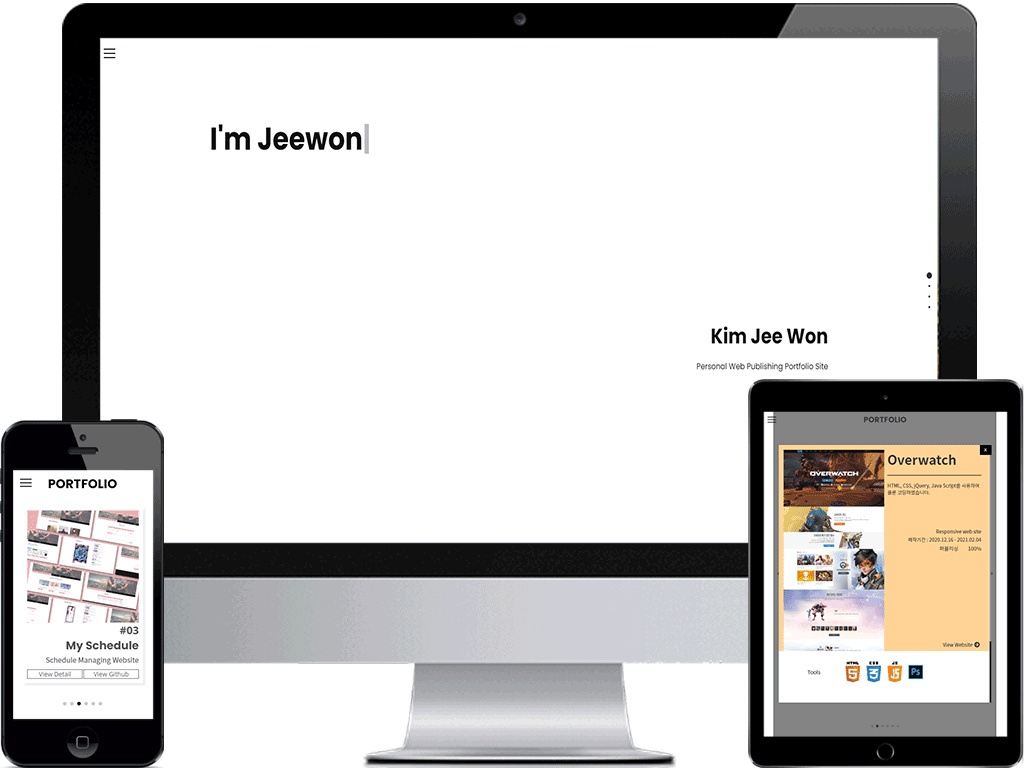 I'm Jeewon
Kim Jee Won
Personal Web Publishing Portfolio Site
PORTFOLIO
#03
My Schedule
Schedule Managing Website
View Detail
View Github
PORTFOLIO
x
OVERWATCH
Overwatch
HTML, CSS, jQuery, Java Script를 사용하여
클론 코딩하였습니다.
Responsive web site
제작기간 : 2020.12.16 - 2021.02.04
퍼블리싱 100%
View Website
Tools
HTML
5
CSS
3
JS
5
Ps